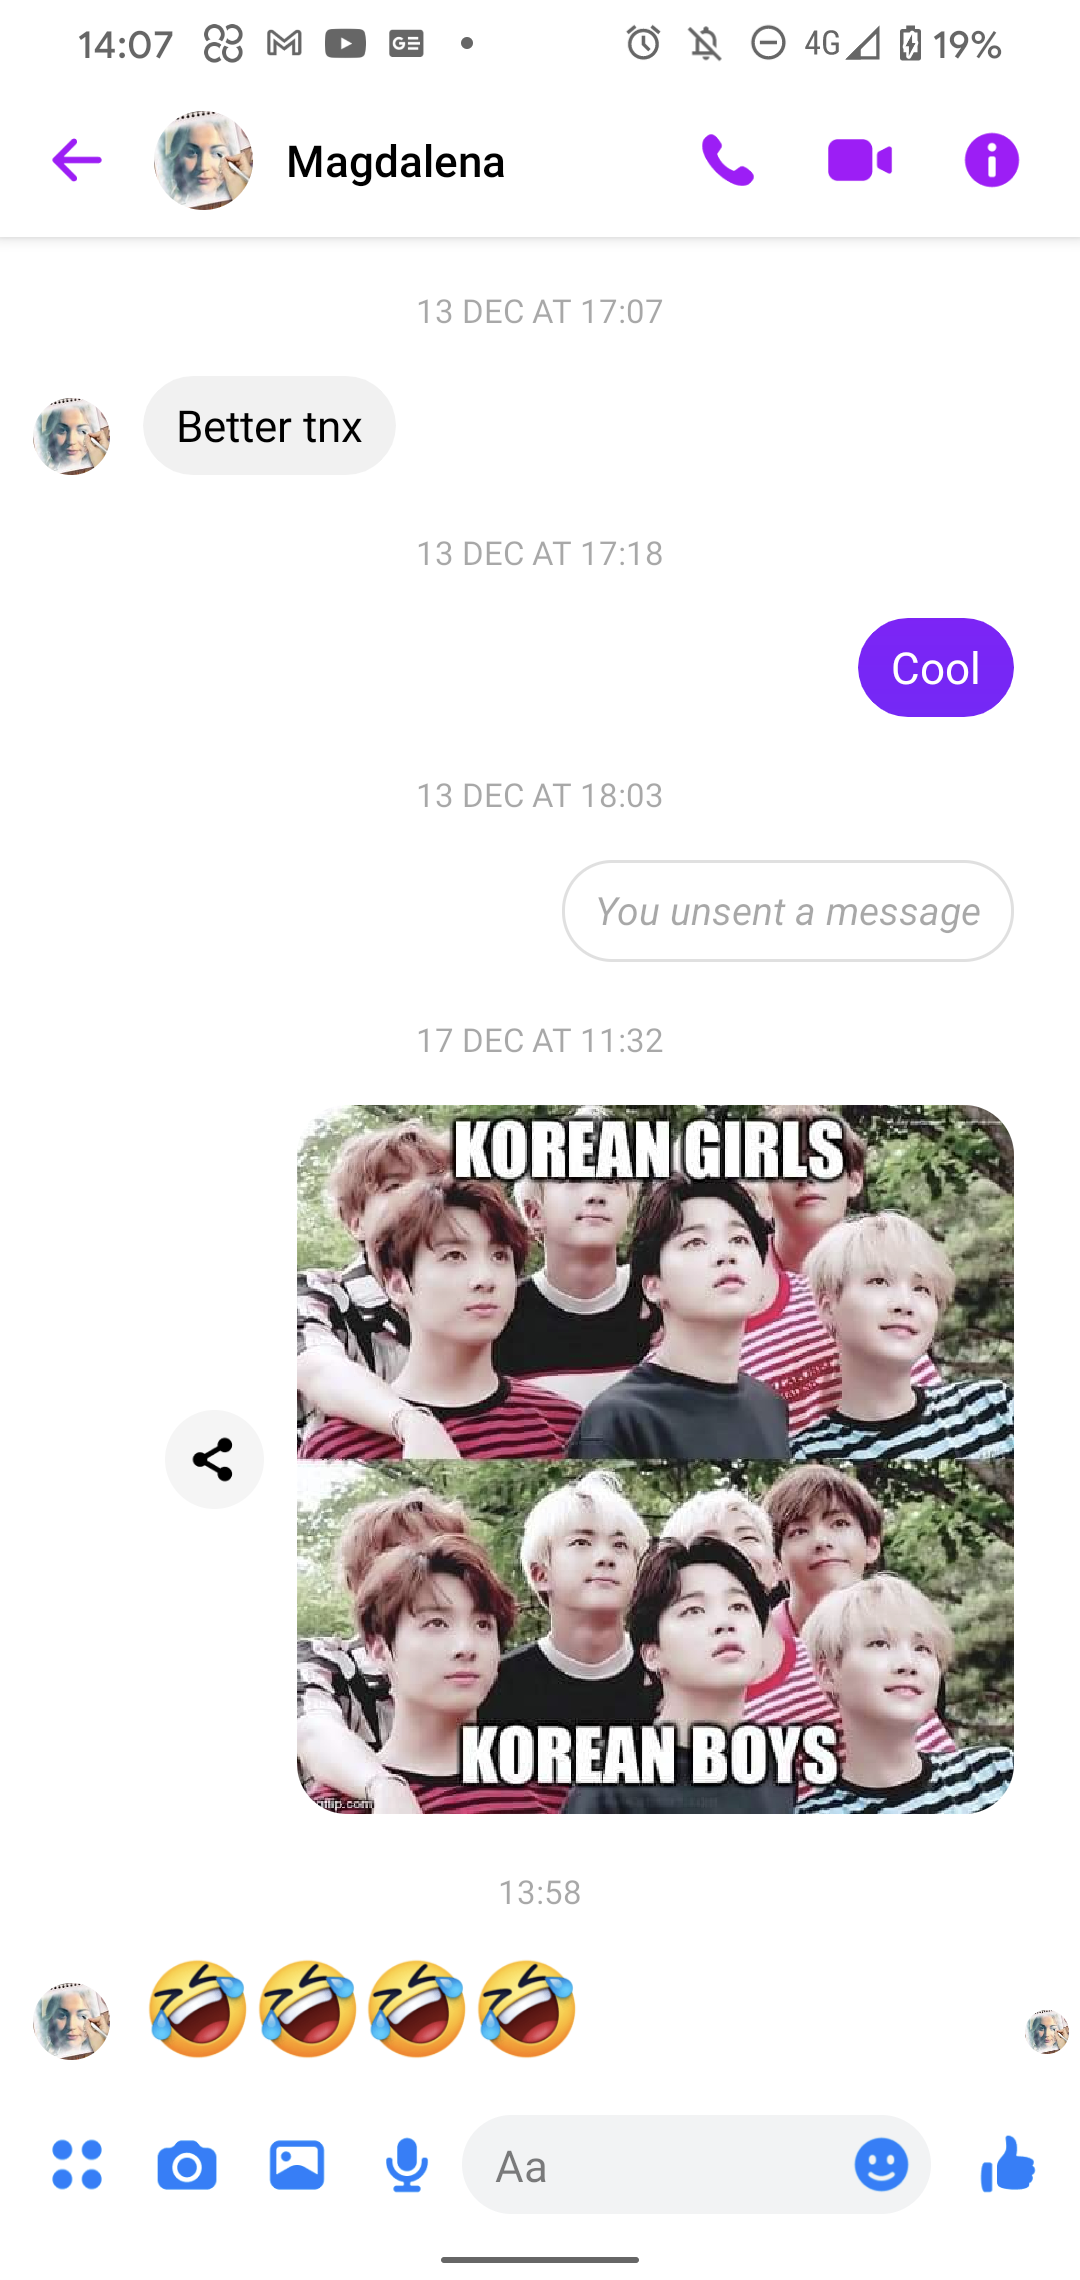 14:07
GE
4G
19%
Magdalena
13 DEC AT 17:07
Better tnx
13 DEC AT 17:18
Cool
13 DEC AT 18:03
You unsent a message
17 DEC AT 11:32
KOREAN GIRLS
KOREAN BOYS
imgflip.com
13:58
Aa